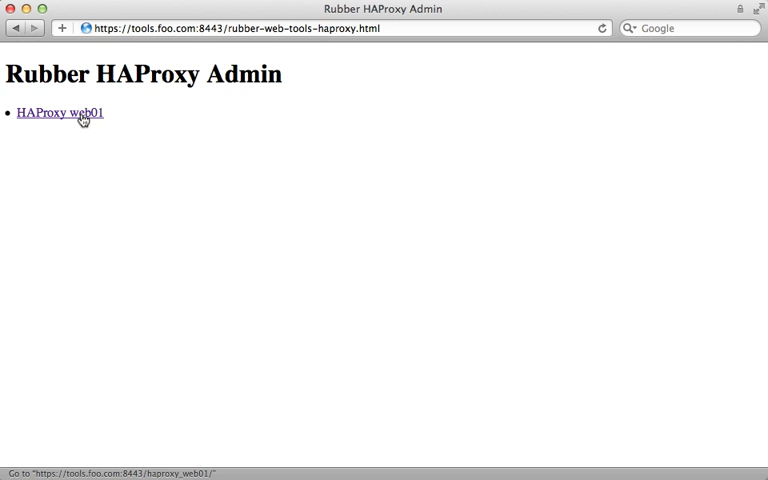 Rubber HAProxy Admin
https://tools.foo.com:8443/rubber-web-tools-haproxy.html
Google
Rubber HAProxy Admin
• HAProxy web01
Go to "https://tools.foo.com:8443/haproxy_web01/"